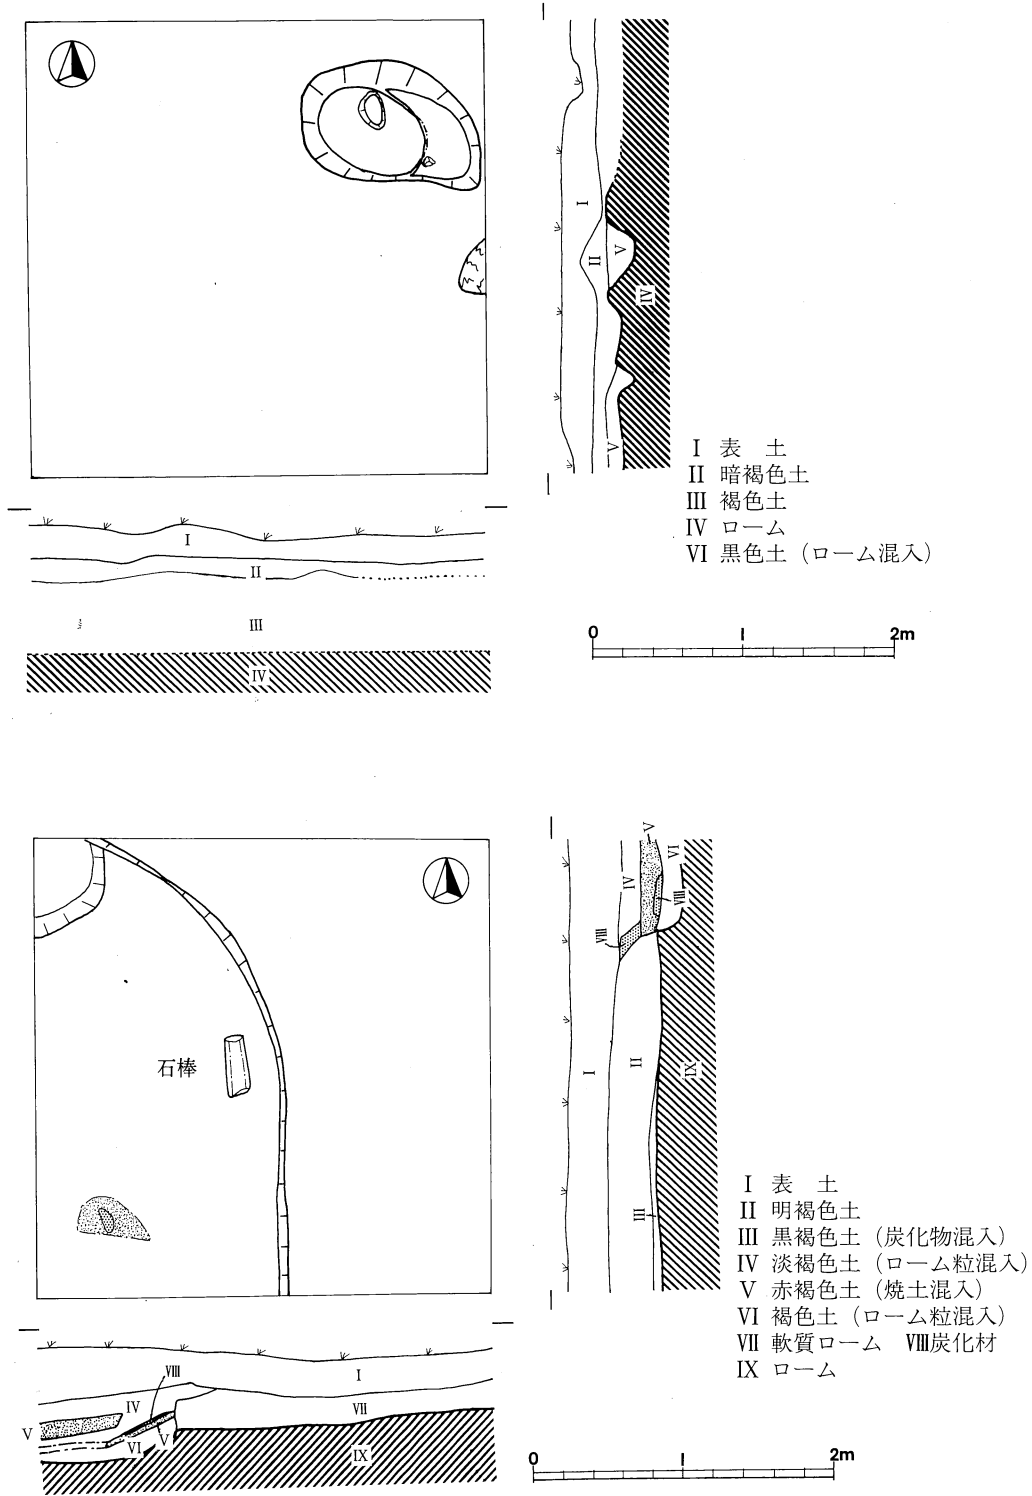 I
II
V
IV
V
I 表 土
II 暗褐色土
III 褐色土
IV ローム
VI 黒色土（ローム混入）
I
II
III
IV
0 1 2m
V
VI
IV
VIII
VIII
石棒
I
II
IX
III
I 表 土
II 明褐色土
III 黒褐色土（炭化物混入）
IV 淡褐色土（ローム粒混入）
V 赤褐色土（焼土混入）
VI 褐色土（ローム粒混入）
VII 軟質ローム VIII炭化材
IX ローム
VIII
I
IV
VII
V
VI
V
IX
0 1 2m